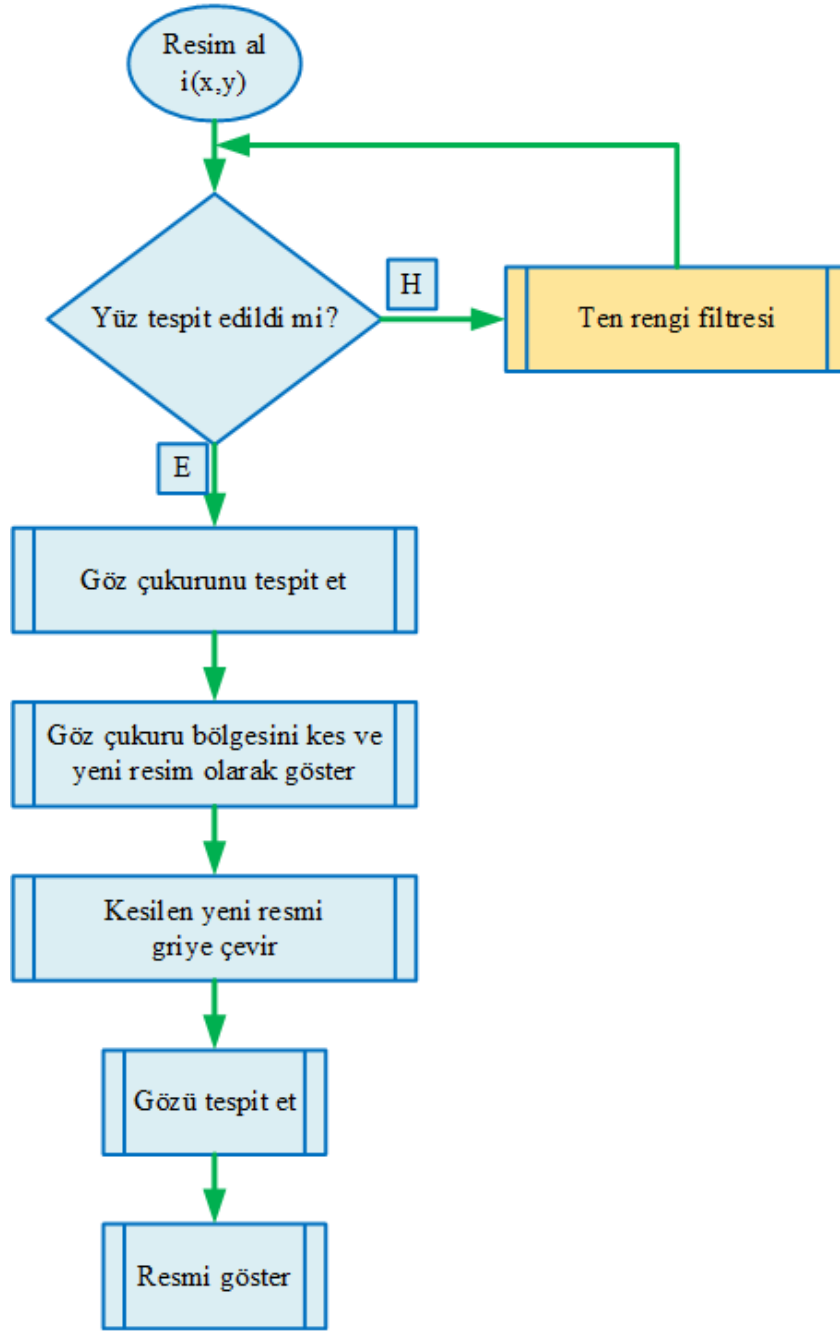 Resim al
i(x,y)
Yüz tespit edildi mi?
H
Ten rengi filtresi
E
Göz çukurunu tespit et
Göz çukuru bölgesini kes ve
yeni resim olarak göster
Kesilen yeni resmi
griye çevir
Gözü tespit et
Resmi göster